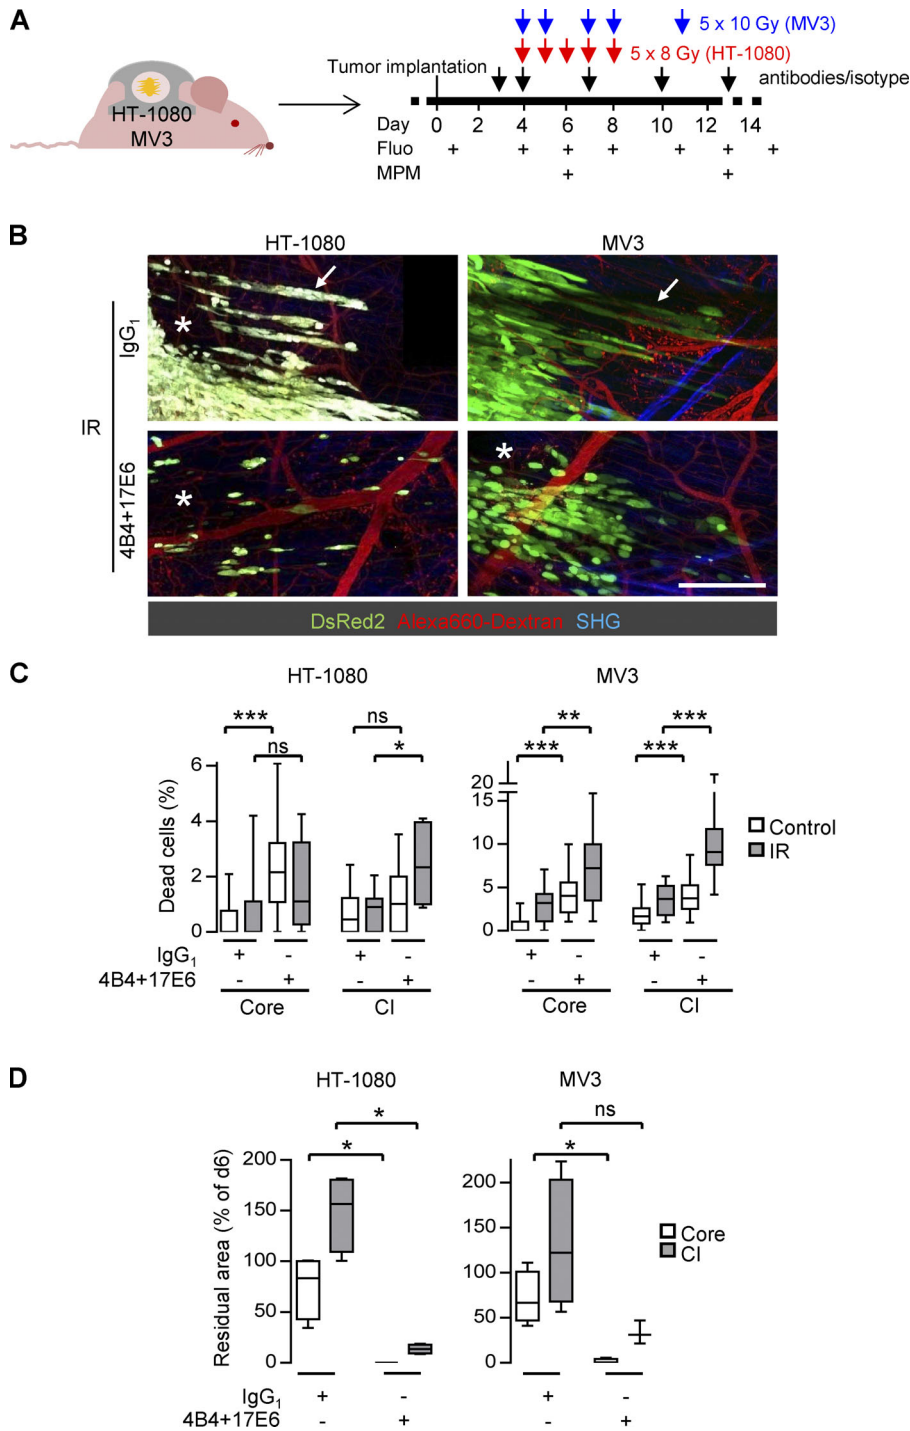 A
5 x 10 Gy (MV3)
5 x 8 Gy (HT-1080)
Tumor implantation
antibodies/isotype
HT-1080
MV3
Day 0 2 4 6 8 10 12 14
Fluo + + + + + + +
MPM + +
B
HT-1080 MV3
IR
IgG₁
*
4B4+17E6
* *
DsRed2 Alexa660-Dextran SHG
C
HT-1080 MV3
*** ns ** ***
ns * *** ***
Dead cells (%)
6
4
2
0
20
15
10
5
0
Control
IR
IgG₁ + - + - + - + -
4B4+17E6 - + - + - + - +
Core CI Core CI
D
HT-1080 MV3
* ns
* *
Residual area (% of d6)
200
150
100
50
0
200
150
100
50
0
Core
CI
IgG₁ + - + -
4B4+17E6 - + - +